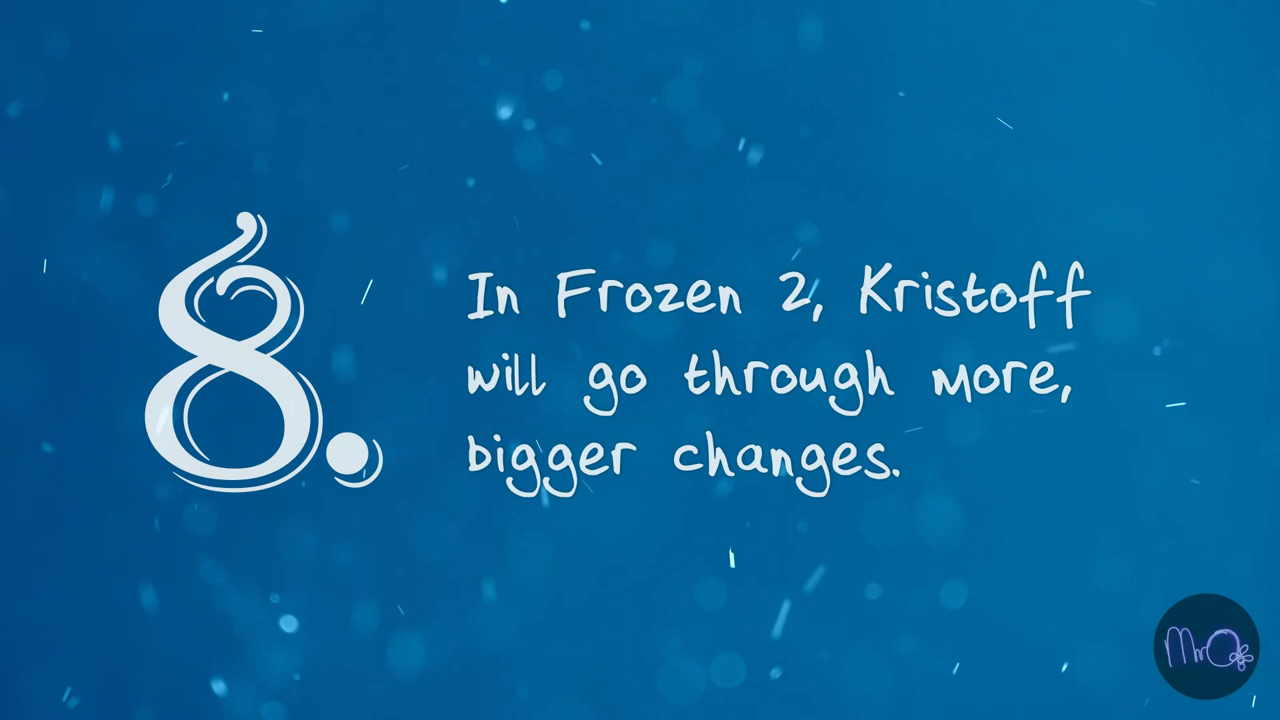 8.
In Frozen 2, Kristoff
will go through more,
bigger changes.